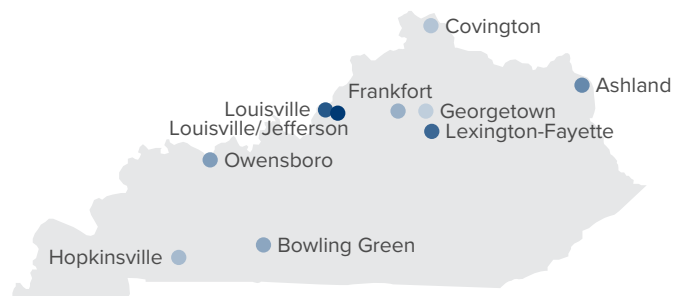 Covington
Ashland
Frankfort
Louisville
Georgetown
Louisville/Jefferson
Lexington-Fayette
Owensboro
Bowling Green
Hopkinsville